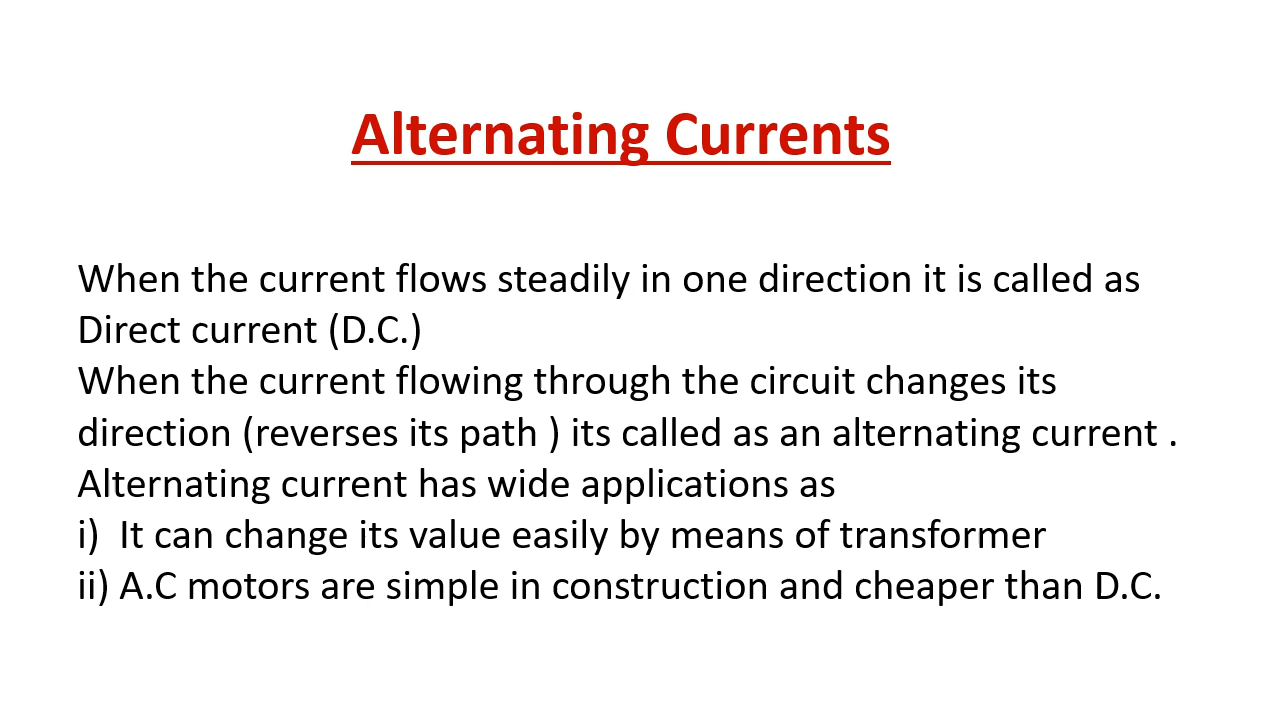 Alternating Currents
When the current flows steadily in one direction it is called as
Direct current (D.C.)
When the current flowing through the circuit changes its
direction (reverses its path ) its called as an alternating current .
Alternating current has wide applications as
i)  It can change its value easily by means of transformer
ii) A.C motors are simple in construction and cheaper than D.C.